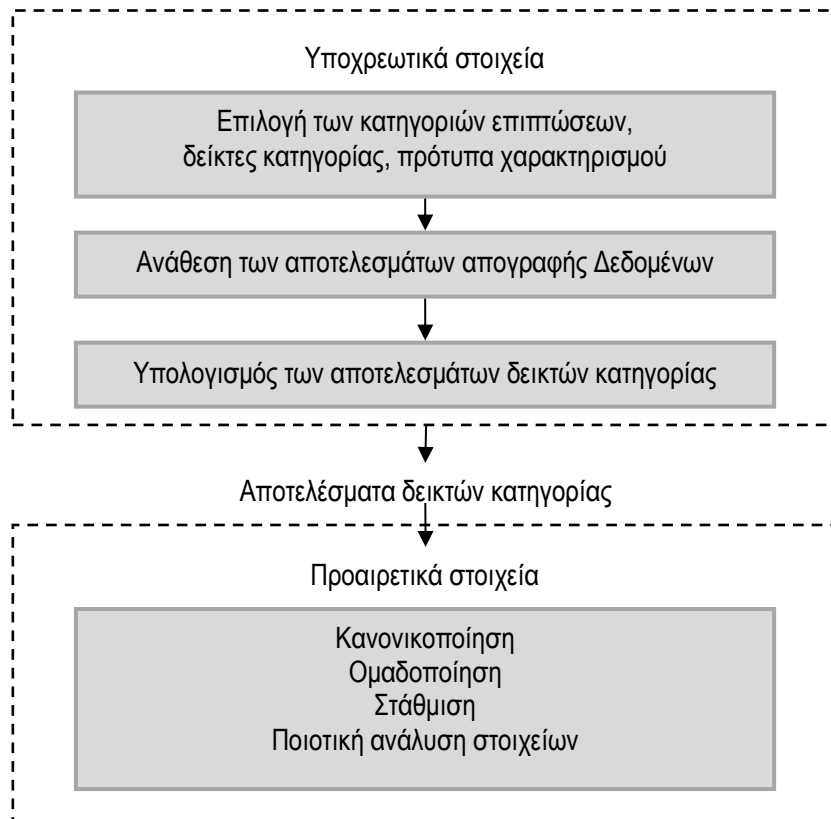 Υποχρεωτικά στοιχεία
Επιλογή των κατηγοριών επιπτώσεων,
δείκτες κατηγορίας, πρότυπα χαρακτηρισμού
Ανάθεση των αποτελεσμάτων απογραφής Δεδομένων
Υπολογισμός των αποτελεσμάτων δεικτών κατηγορίας
Αποτελέσματα δεικτών κατηγορίας
Προαιρετικά στοιχεία
Κανονικοποίηση
Ομαδοποίηση
Στάθμιση
Ποιοτική ανάλυση στοιχείων